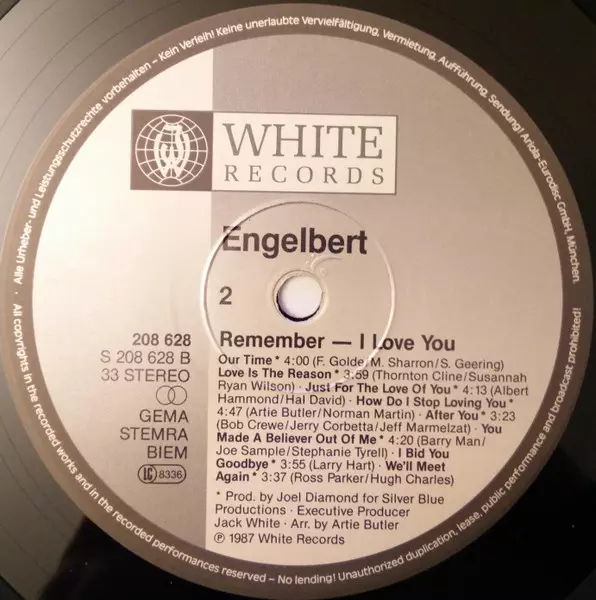 Alle Urheber- und Leistungsschutzrechte vorbehalten – Kein Verleih! Keine unerlaubte Vervielfältigung, Vermietung, Aufführung, Sendung! Ariola-Eurodisc GmbH, München.
WHITE
RECORDS
Engelbert
2
208 628
S 208 628 B
33 STEREO
GEMA
STEMRA
BIEM
LC 8336
Remember — I Love You
Our Time * 4:00 (F. Golde/M. Sharron/S. Geering)
Love Is The Reason * 3:59 (Thornton Cline/Susannah
Ryan Wilson) · Just For The Love Of You * 4:13 (Albert
Hammond/Hal David) · How Do I Stop Loving You *
4:47 (Artie Butler/Norman Martin) · After You * 3:23
(Bob Crewe/Jerry Corbetta/Jeff Marmelzat) · You
Made A Believer Out Of Me * 4:20 (Barry Man/
Joe Sample/Stephanie Tyrell) · I Bid You
Goodbye * 3:55 (Larry Hart) · We'll Meet
Again * 3:37 (Ross Parker/Hugh Charles)
* Prod. by Joel Diamond for Silver Blue
Productions · Executive Producer
Jack White · Arr. by Artie Butler
℗ 1987 White Records
· All copyrights in the recorded works and in the recorded performances reserved – No lending! Unauthorized duplication, lease, public performance and broadcast prohibited!